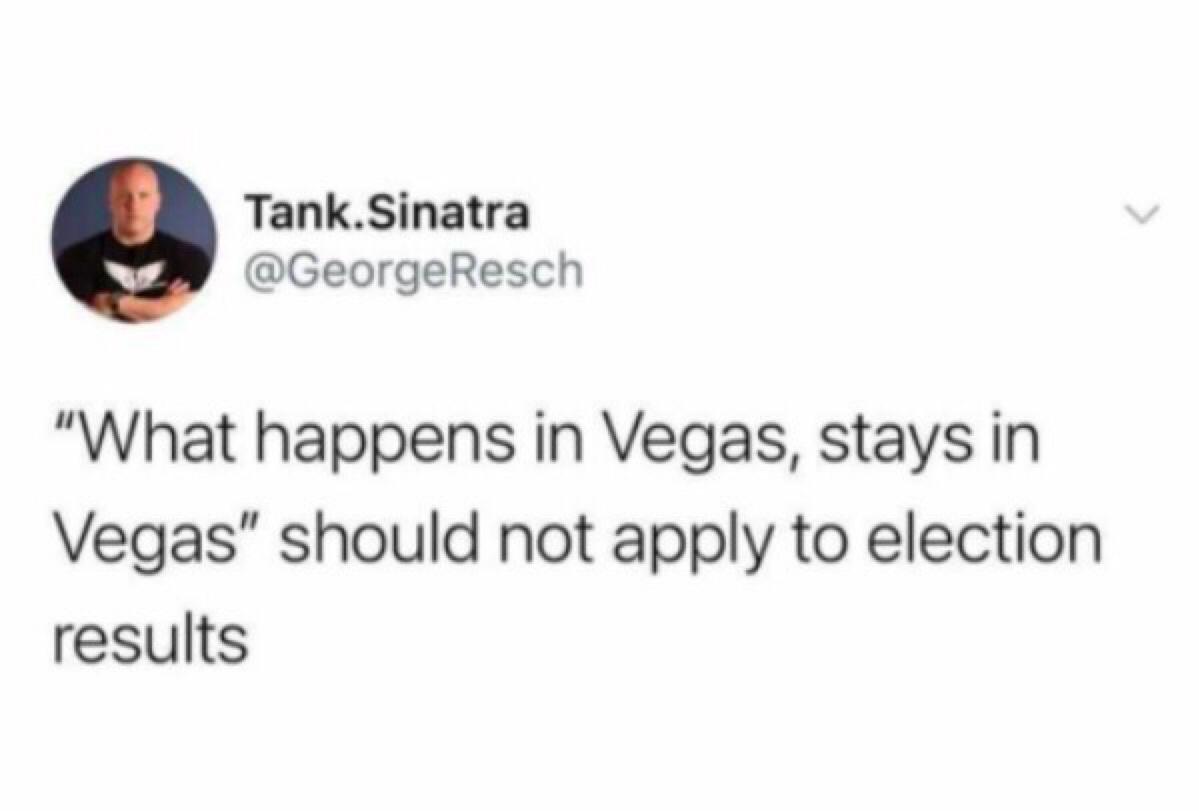 Tank.Sinatra
@GeorgeResch
“What happens in Vegas, stays in
Vegas” should not apply to election
results